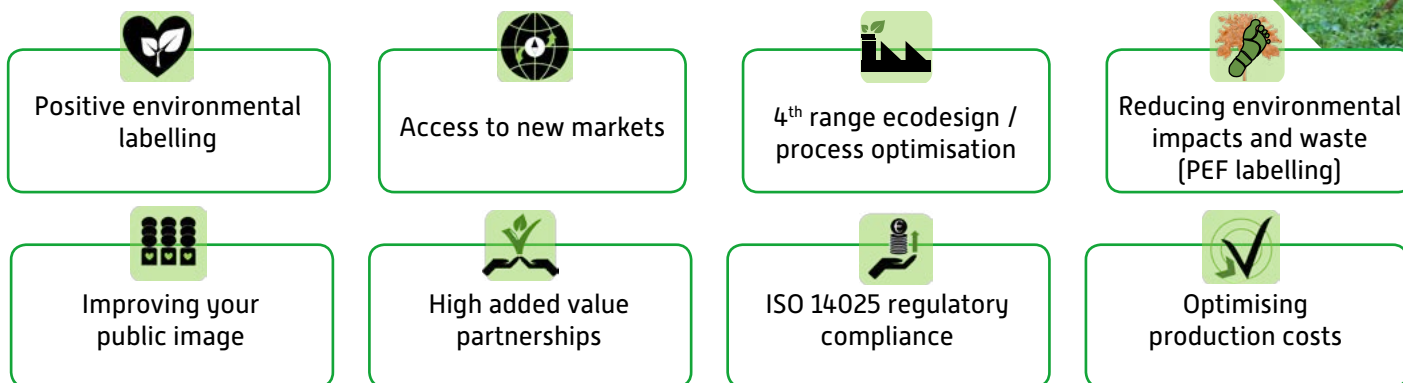 Positive environmental
labelling
Access to new markets
4th range ecodesign /
process optimisation
Reducing environmental
impacts and waste
(PEF labelling)
Improving your
public image
High added value
partnerships
ISO 14025 regulatory
compliance
Optimising
production costs